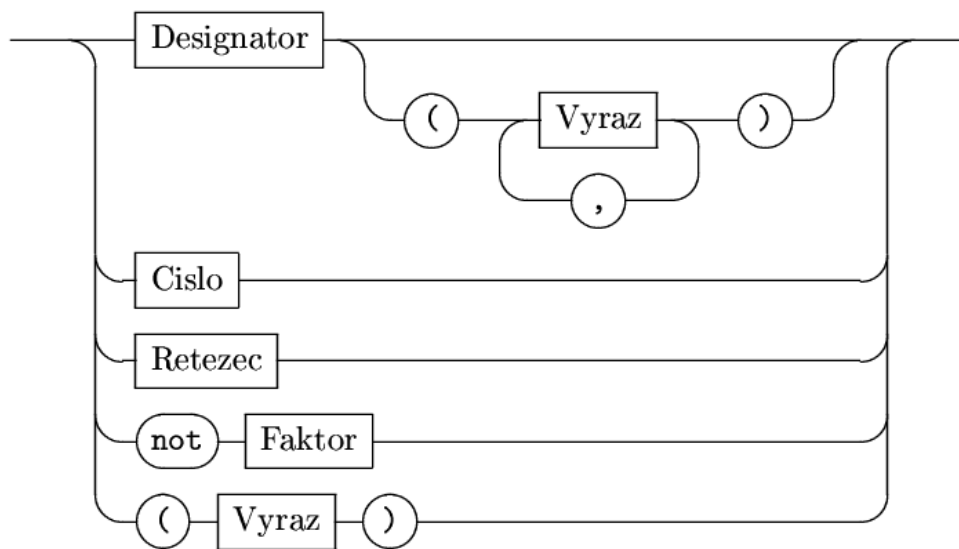 Designator
( Vyraz )
,
Cislo
Retezec
not Faktor
( Vyraz )